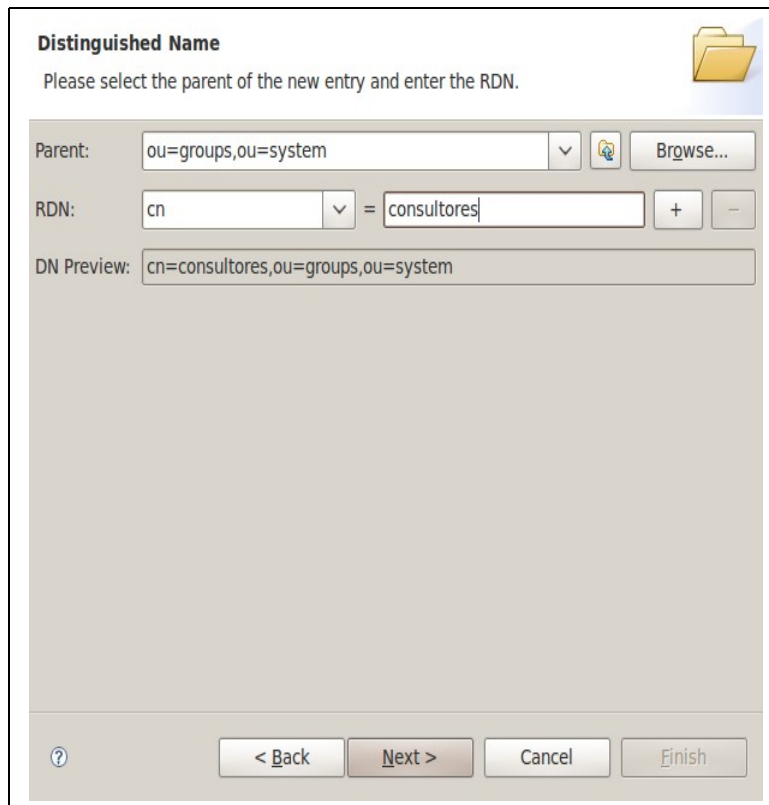 Distinguished Name
Please select the parent of the new entry and enter the RDN.
Parent: ou=groups,ou=system Browse...
RDN: cn = consultores + −
DN Preview: cn=consultores,ou=groups,ou=system
? < Back Next > Cancel Finish